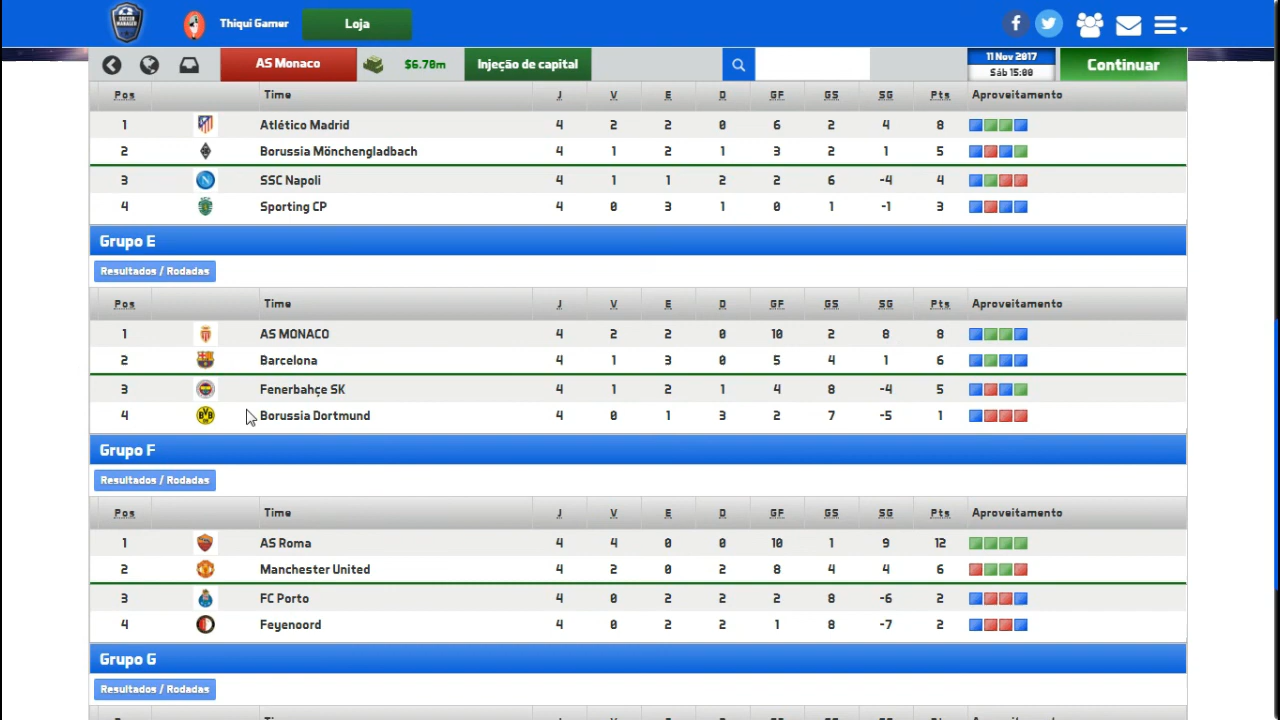 Thiqui Gamer Loja
AS Monaco $6.70m Injeção de capital 11 Nov 2017 Sáb 15:00 Continuar
Pos Time J V E D GF GS SG Pts Aproveitamento
1 Atlético Madrid 4 2 2 0 6 2 4 8
2 Borussia Mönchengladbach 4 1 2 1 3 2 1 5
3 SSC Napoli 4 1 1 2 2 6 -4 4
4 Sporting CP 4 0 3 1 0 1 -1 3
Grupo E
Resultados / Rodadas
Pos Time J V E D GF GS SG Pts Aproveitamento
1 AS MONACO 4 2 2 0 10 2 8 8
2 Barcelona 4 1 3 0 5 4 1 6
3 Fenerbahçe SK 4 1 2 1 4 8 -4 5
4 Borussia Dortmund 4 0 1 3 2 7 -5 1
Grupo F
Resultados / Rodadas
Pos Time J V E D GF GS SG Pts Aproveitamento
1 AS Roma 4 4 0 0 10 1 9 12
2 Manchester United 4 2 0 2 8 4 4 6
3 FC Porto 4 0 2 2 2 8 -6 2
4 Feyenoord 4 0 2 2 1 8 -7 2
Grupo G
Resultados / Rodadas